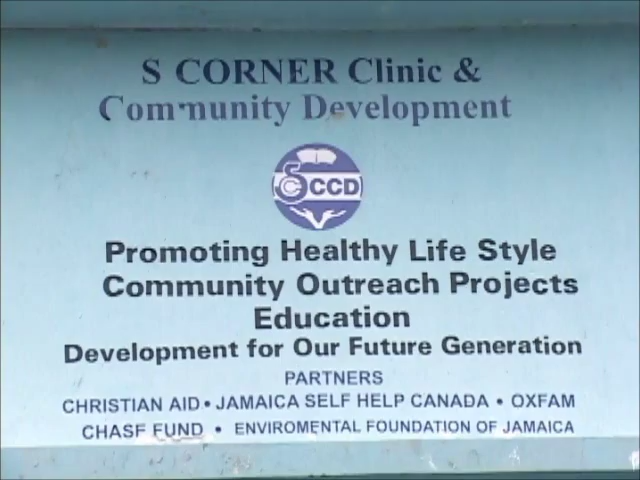 S CORNER Clinic &
Community Development
SCCD
Promoting Healthy Life Style
Community Outreach Projects
Education
Development for Our Future Generation
PARTNERS
CHRISTIAN AID • JAMAICA SELF HELP CANADA • OXFAM
CHASE FUND • ENVIROMENTAL FOUNDATION OF JAMAICA